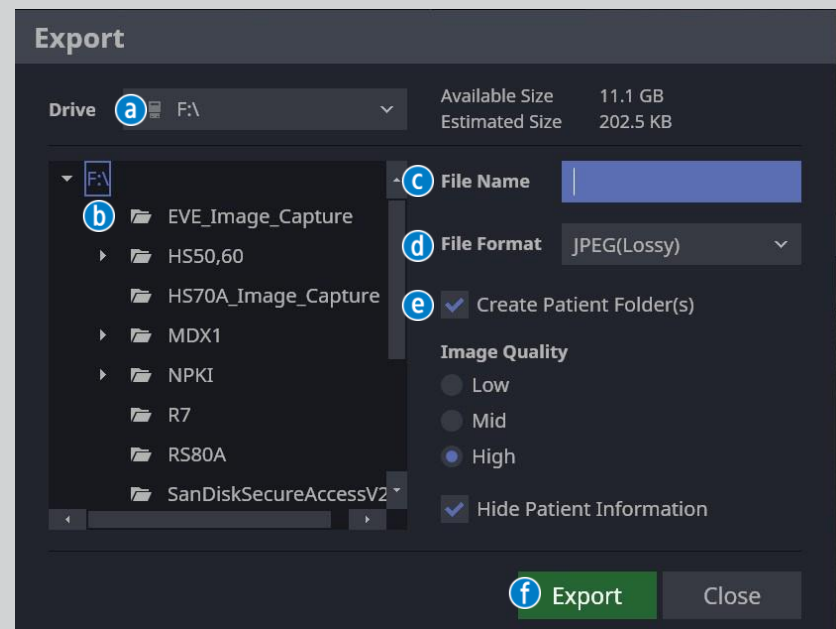 Export
Drive
a
F:\
Available Size 11.1 GB
Estimated Size 202.5 KB
F:\
b
EVE_Image_Capture
HS50,60
HS70A_Image_Capture
MDX1
NPKI
R7
RS80A
SanDiskSecureAccessV2
c
File Name
d
File Format
JPEG(Lossy)
e
Create Patient Folder(s)
Image Quality
Low
Mid
High
Hide Patient Information
f
Export
Close